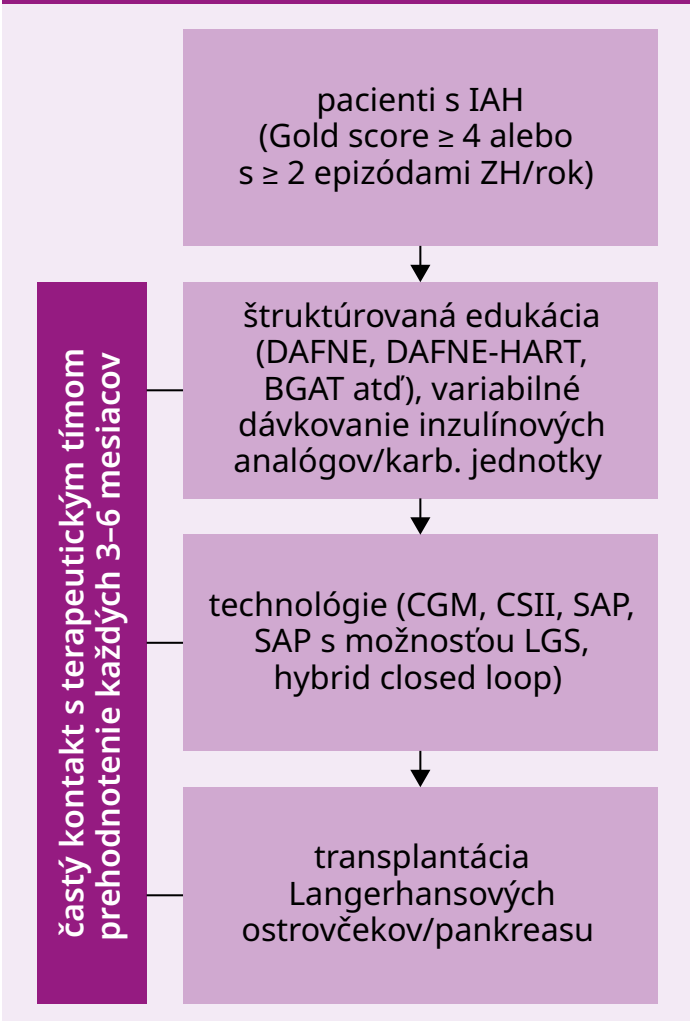 pacienti s IAH
(Gold score ≥ 4 alebo
s ≥ 2 epizódami ZH/rok)
častý kontakt s terapeutickým tímom
prehodnotenie každých 3–6 mesiacov
štruktúrovaná edukácia
(DAFNE, DAFNE-HART,
BGAT atď), variabilné
dávkovanie inzulínových
analógov/karb. jednotky
technológie (CGM, CSII, SAP,
SAP s možnosťou LGS,
hybrid closed loop)
transplantácia
Langerhansových
ostrovčekov/pankreasu